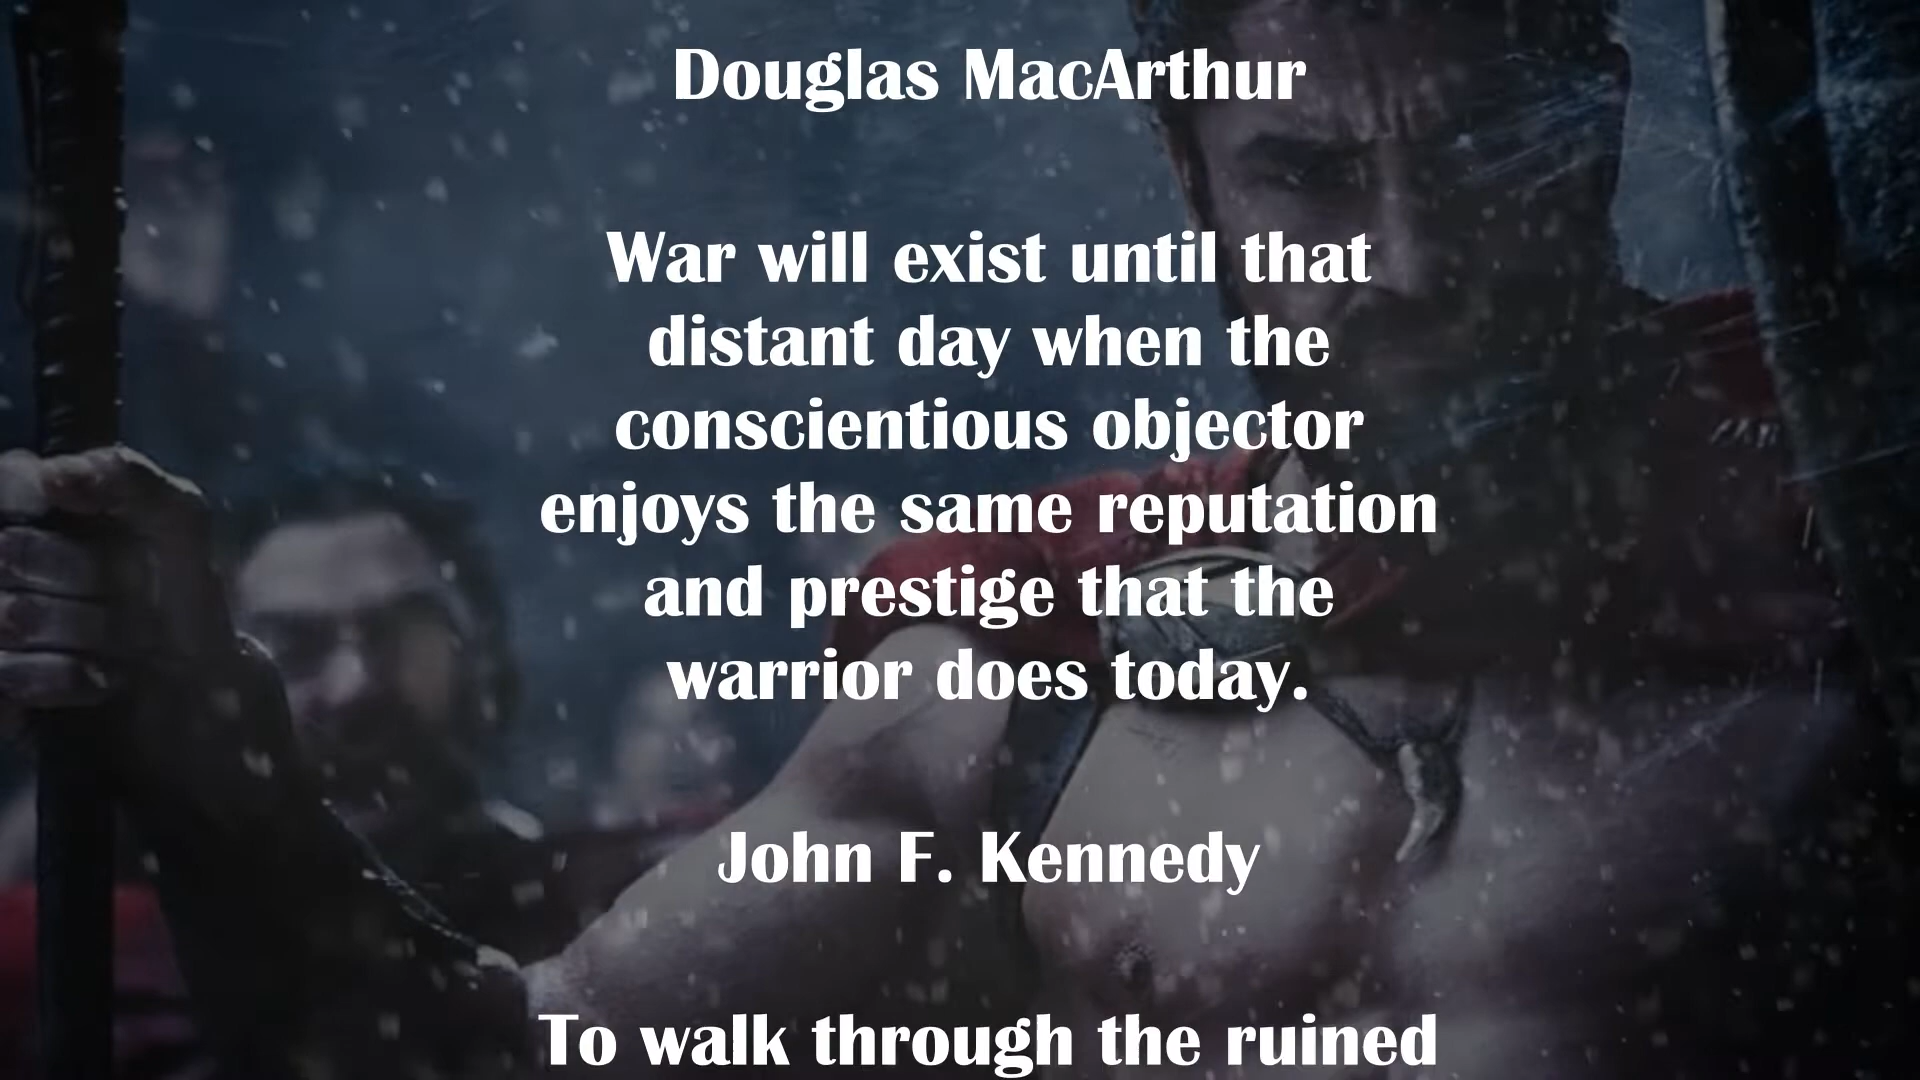 Douglas MacArthur
War will exist until that
distant day when the
conscientious objector
enjoys the same reputation
and prestige that the
warrior does today.
John F. Kennedy
To walk through the ruined